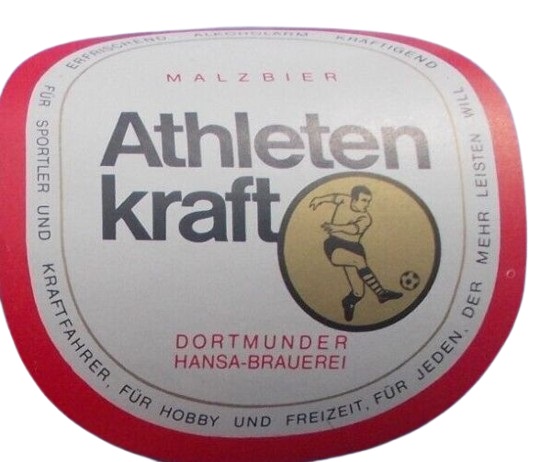 ERFRISCHEND · ALKOHOLARM · KRÄFTIGEND
MALZBIER
Athleten
kraft
DORTMUNDER
HANSA-BRAUEREI
FÜR SPORTLER UND KRAFTFAHRER, FÜR HOBBY UND FREIZEIT, FÜR JEDEN, DER MEHR LEISTEN WILL